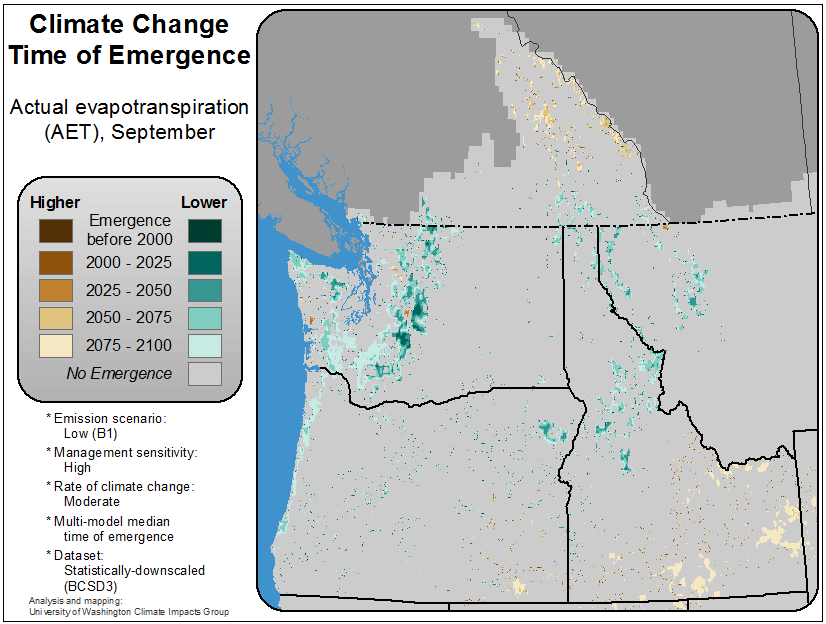 Climate Change
Time of Emergence
Actual evapotranspiration
(AET), September
Higher
Lower
Emergence
before 2000
2000 - 2025
2025 - 2050
2050 - 2075
2075 - 2100
No Emergence
* Emission scenario:
Low (B1)
* Management sensitivity:
High
* Rate of climate change:
Moderate
* Multi-model median
time of emergence
* Dataset:
Statistically-downscaled
(BCSD3)
Analysis and mapping:
University of Washington Climate Impacts Group